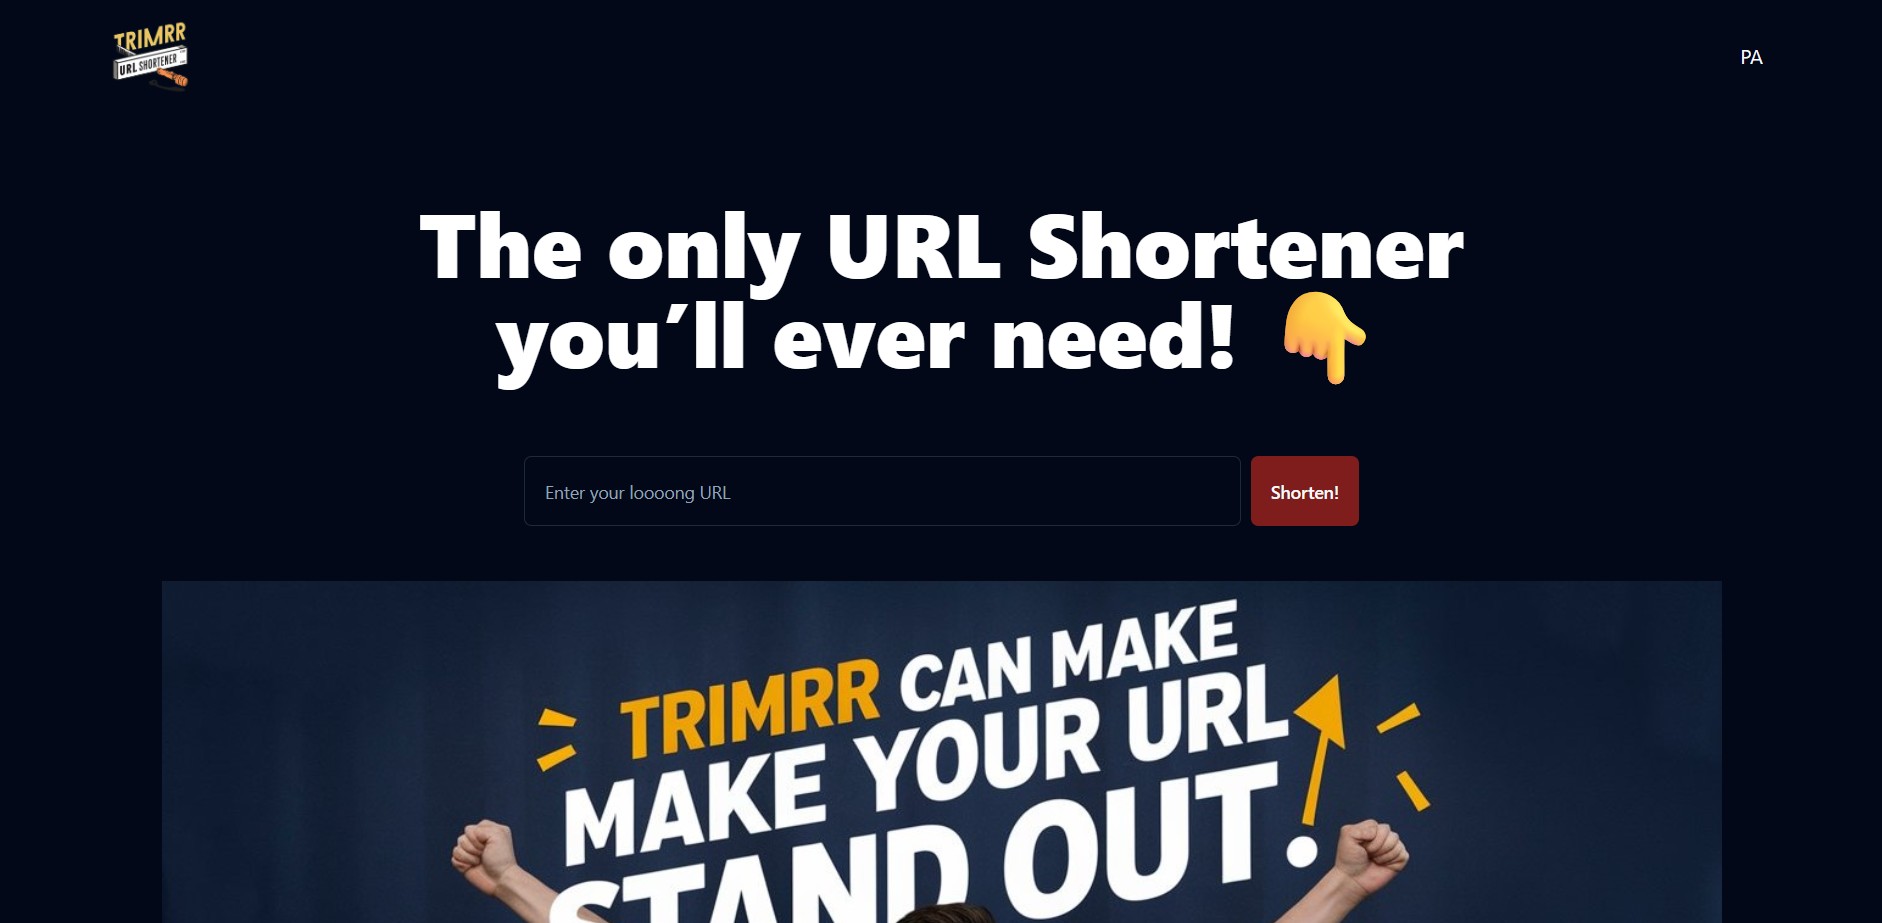 TRIMRR
URL SHORTENER
PA
The only URL Shortener
you’ll ever need! 👇
Enter your loooong URL
Shorten!
TRIMRR CAN MAKE
MAKE YOUR URL
STAND OUT.